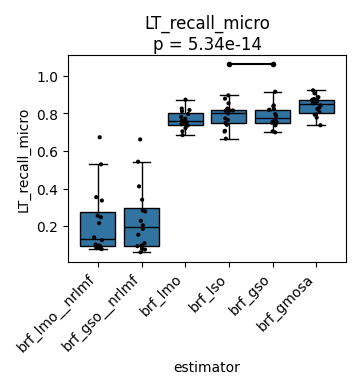 LT_recall_micro
p = 5.34e-14
LT_recall_micro
1.0
0.8
0.6
0.4
0.2
brf_lmo__nrlmf
brf_gso__nrlmf
brf_lmo
brf_lso
brf_gso
brf_gmosa
estimator